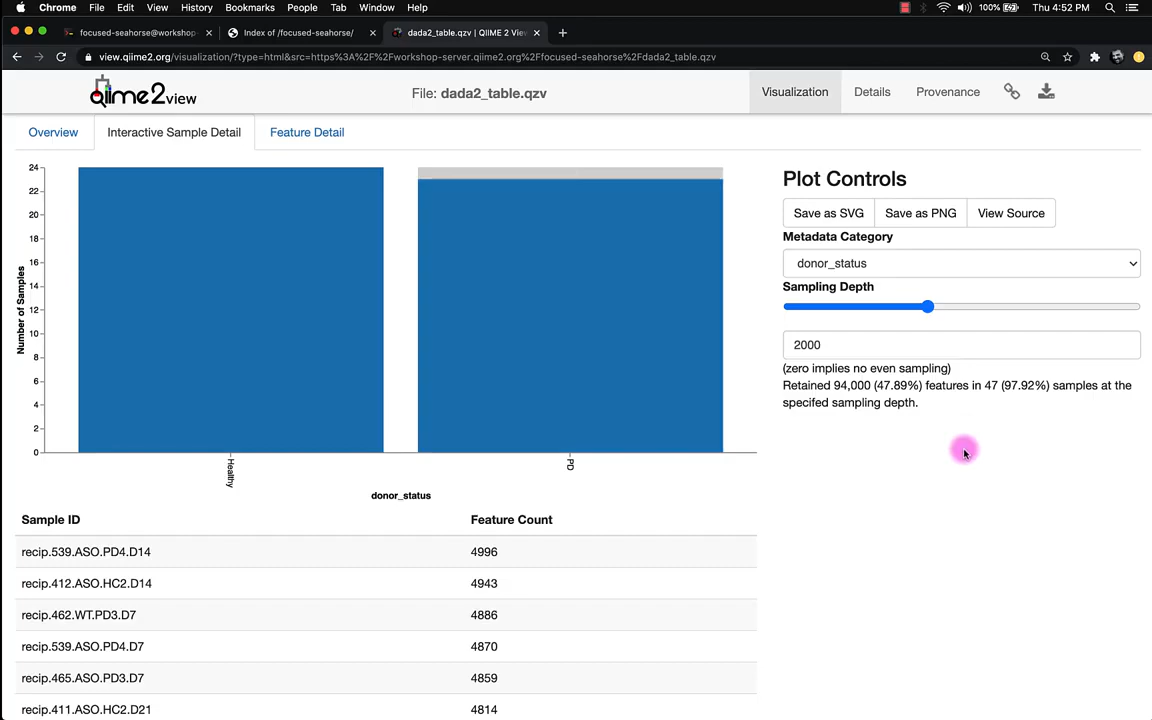 Chrome File Edit View History Bookmarks People Tab Window Help 100% Thu 4:52 PM
focused-seahorse@workshop- Index of /focused-seahorse/ dada2_table.qzv | QIIME 2 Vie
view.qiime2.org/visualization/?type=html&src=https%3A%2F%2Fworkshop-server.qiime2.org%2Ffocused-seahorse%2Fdada2_table.qzv
qiime2view File: dada2_table.qzv Visualization Details Provenance
Overview Interactive Sample Detail Feature Detail
24
22
20
18
16
14
12
10
8
6
4
2
0
Number of Samples
Healthy
PD
donor_status
Plot Controls
Save as SVG Save as PNG View Source
Metadata Category
donor_status
Sampling Depth
2000
(zero implies no even sampling)
Retained 94,000 (47.89%) features in 47 (97.92%) samples at the
specifed sampling depth.
Sample ID Feature Count
recip.539.ASO.PD4.D14 4996
recip.412.ASO.HC2.D14 4943
recip.462.WT.PD3.D7 4886
recip.539.ASO.PD4.D7 4870
recip.465.ASO.PD3.D7 4859
recip.411.ASO.HC2.D21 4814